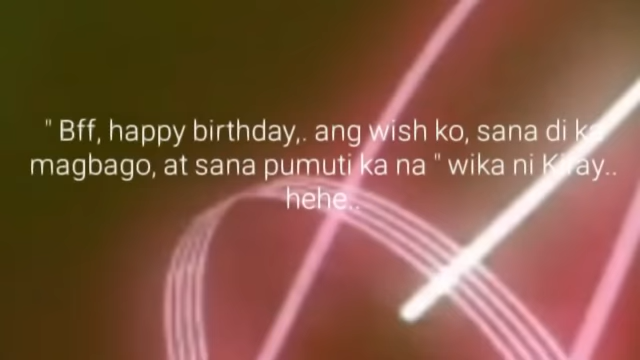 " Bff, happy birthday,. ang wish ko, sana di ka
magbago, at sana pumuti ka na " wika ni Kiray..
hehe..